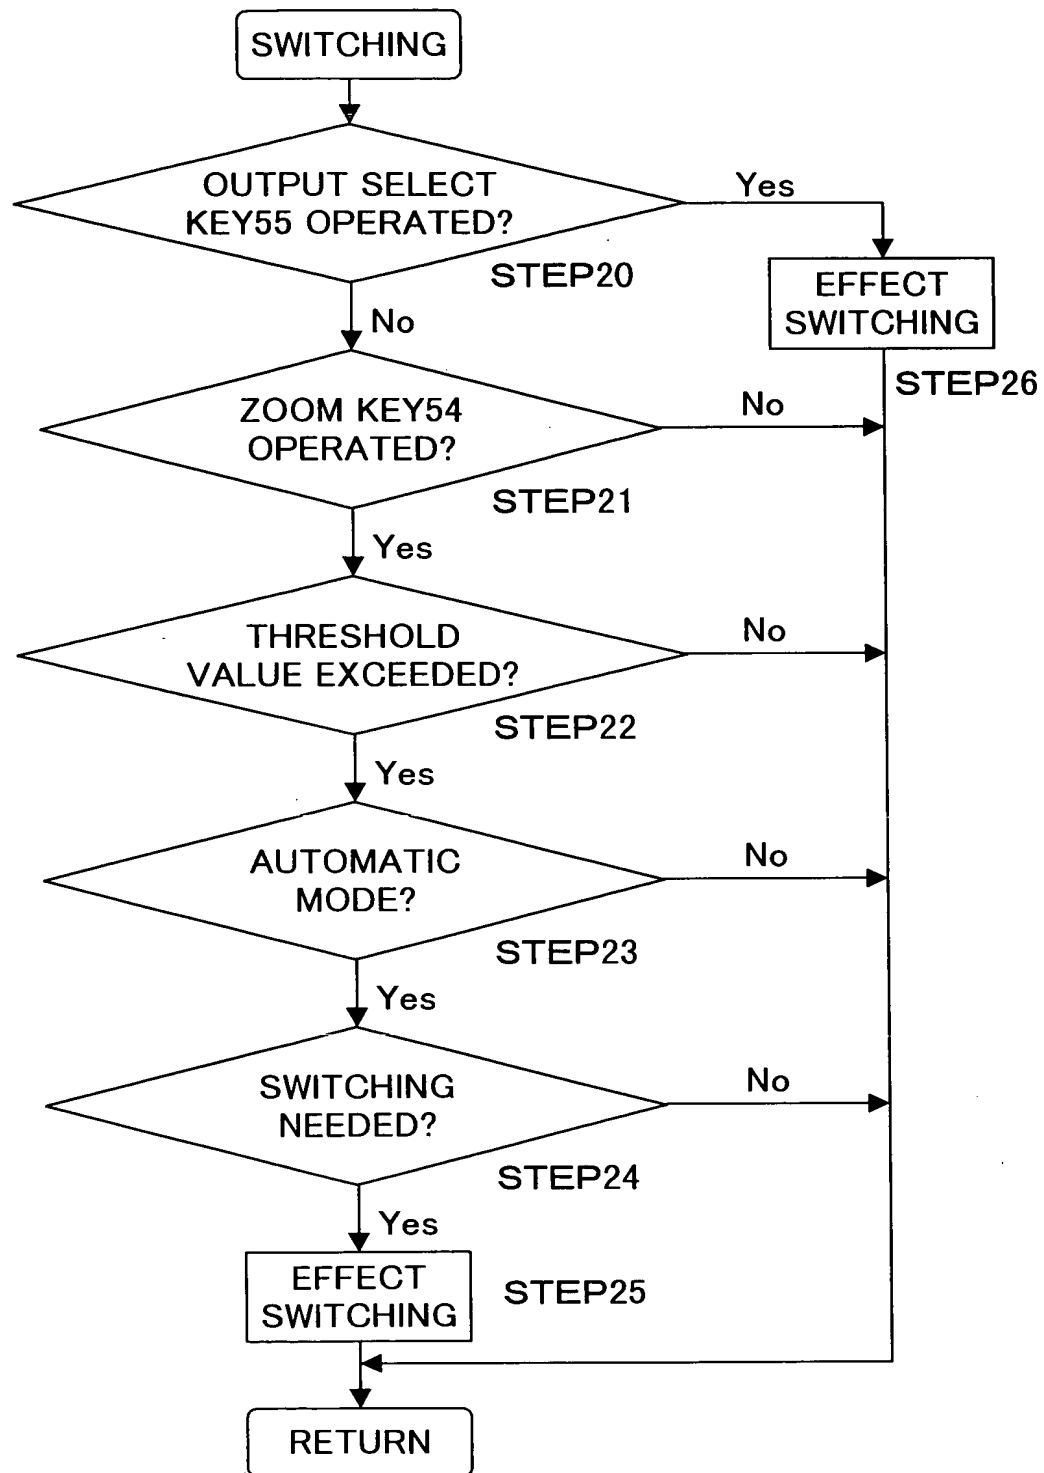 SWITCHING
OUTPUT SELECT
KEY55 OPERATED?
Yes
STEP20
EFFECT
SWITCHING
STEP26
No
ZOOM KEY54
OPERATED?
No
STEP21
Yes
THRESHOLD
VALUE EXCEEDED?
No
STEP22
Yes
AUTOMATIC
MODE?
No
STEP23
Yes
SWITCHING
NEEDED?
No
STEP24
Yes
EFFECT
SWITCHING
STEP25
RETURN